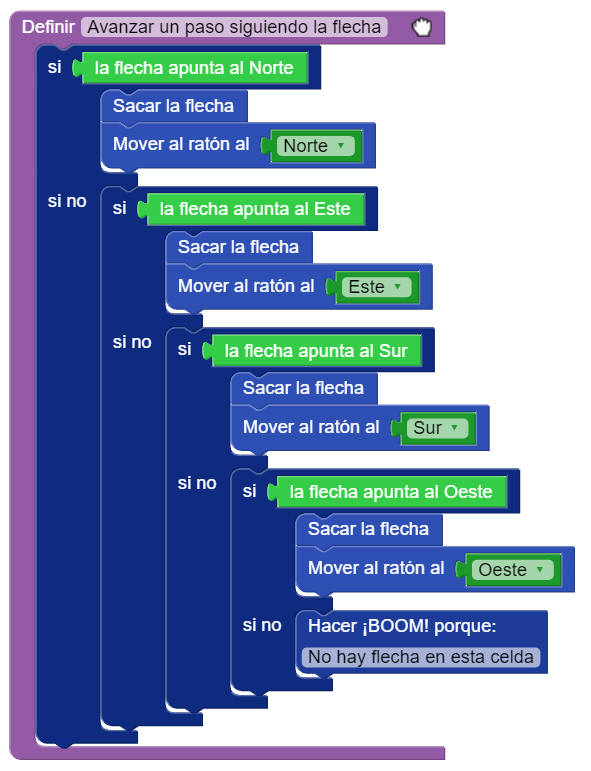 Definir Avanzar un paso siguiendo la flecha
si la flecha apunta al Norte
Sacar la flecha
Mover al ratón al Norte
si no si la flecha apunta al Este
Sacar la flecha
Mover al ratón al Este
si no si la flecha apunta al Sur
Sacar la flecha
Mover al ratón al Sur
si no si la flecha apunta al Oeste
Sacar la flecha
Mover al ratón al Oeste
si no Hacer ¡BOOM! porque:
No hay flecha en esta celda